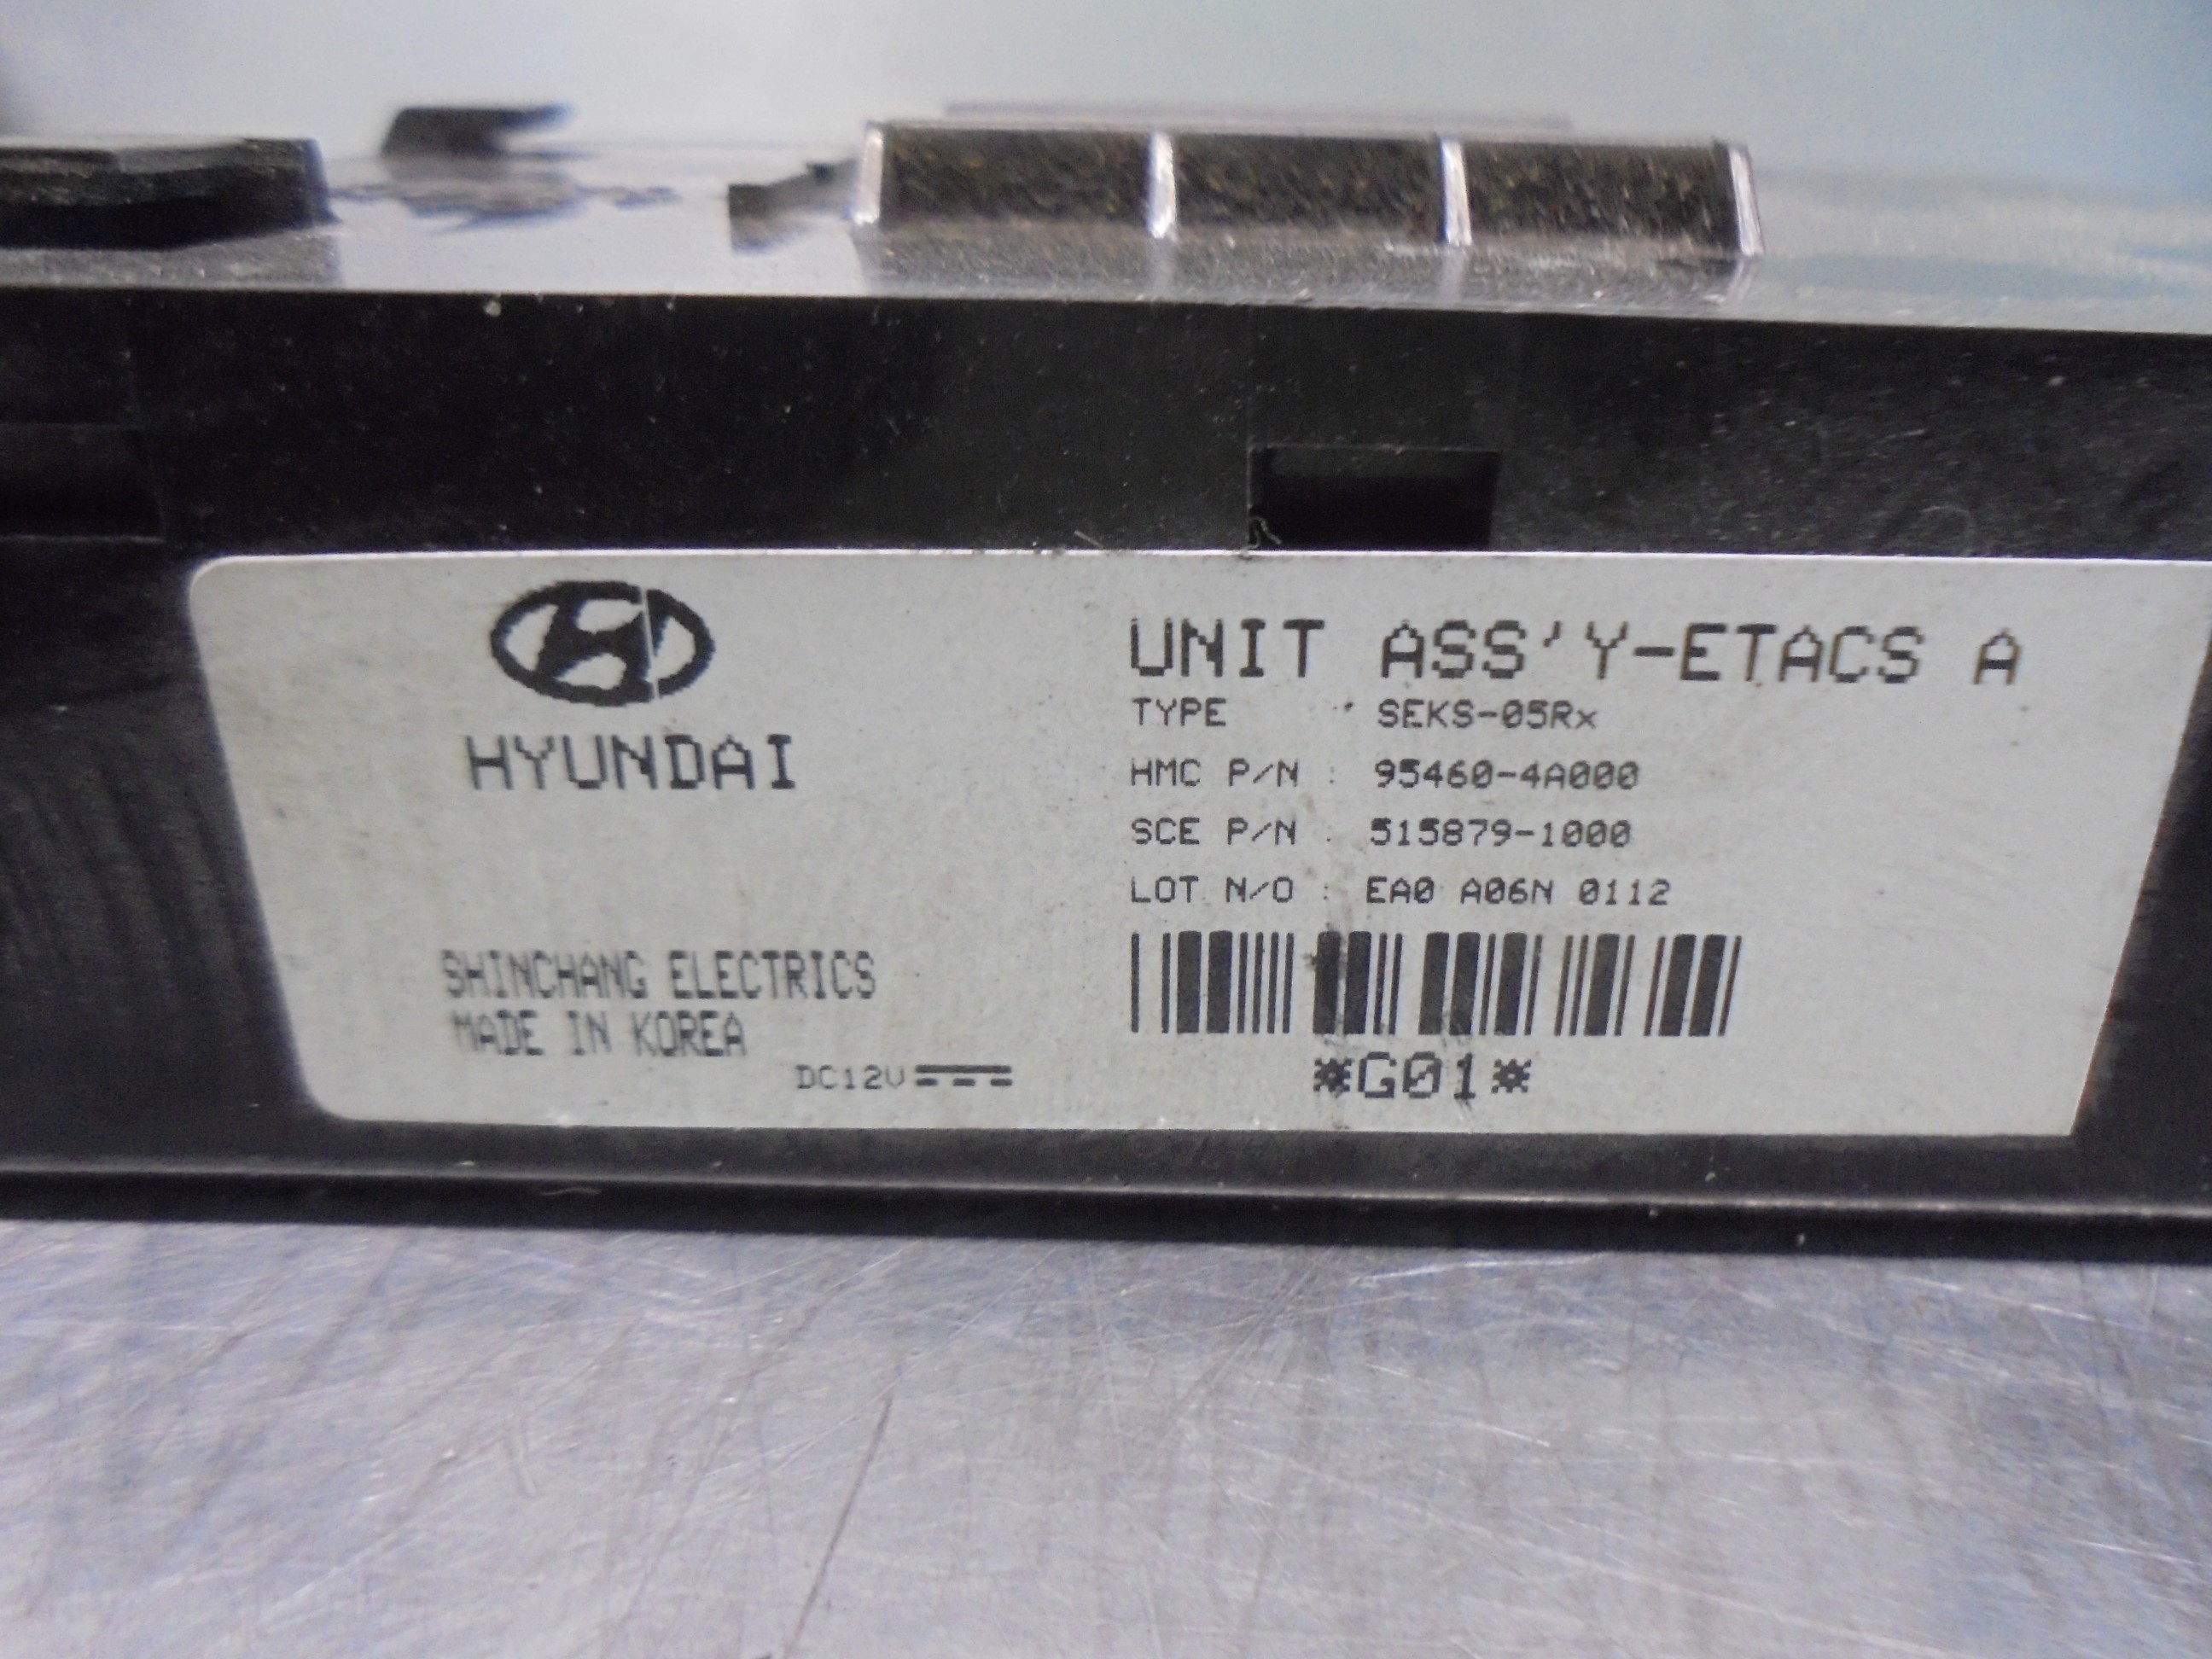 HYUNDAI
SHINCHANG ELECTRICS
MADE IN KOREA
DC12V
UNIT ASS'Y-ETACS A
TYPE : SEKS-05Rx
HMC P/N : 95460-4A000
SCE P/N : 515879-1000
LOT N/O : EA0 A06N 0112
*G01*